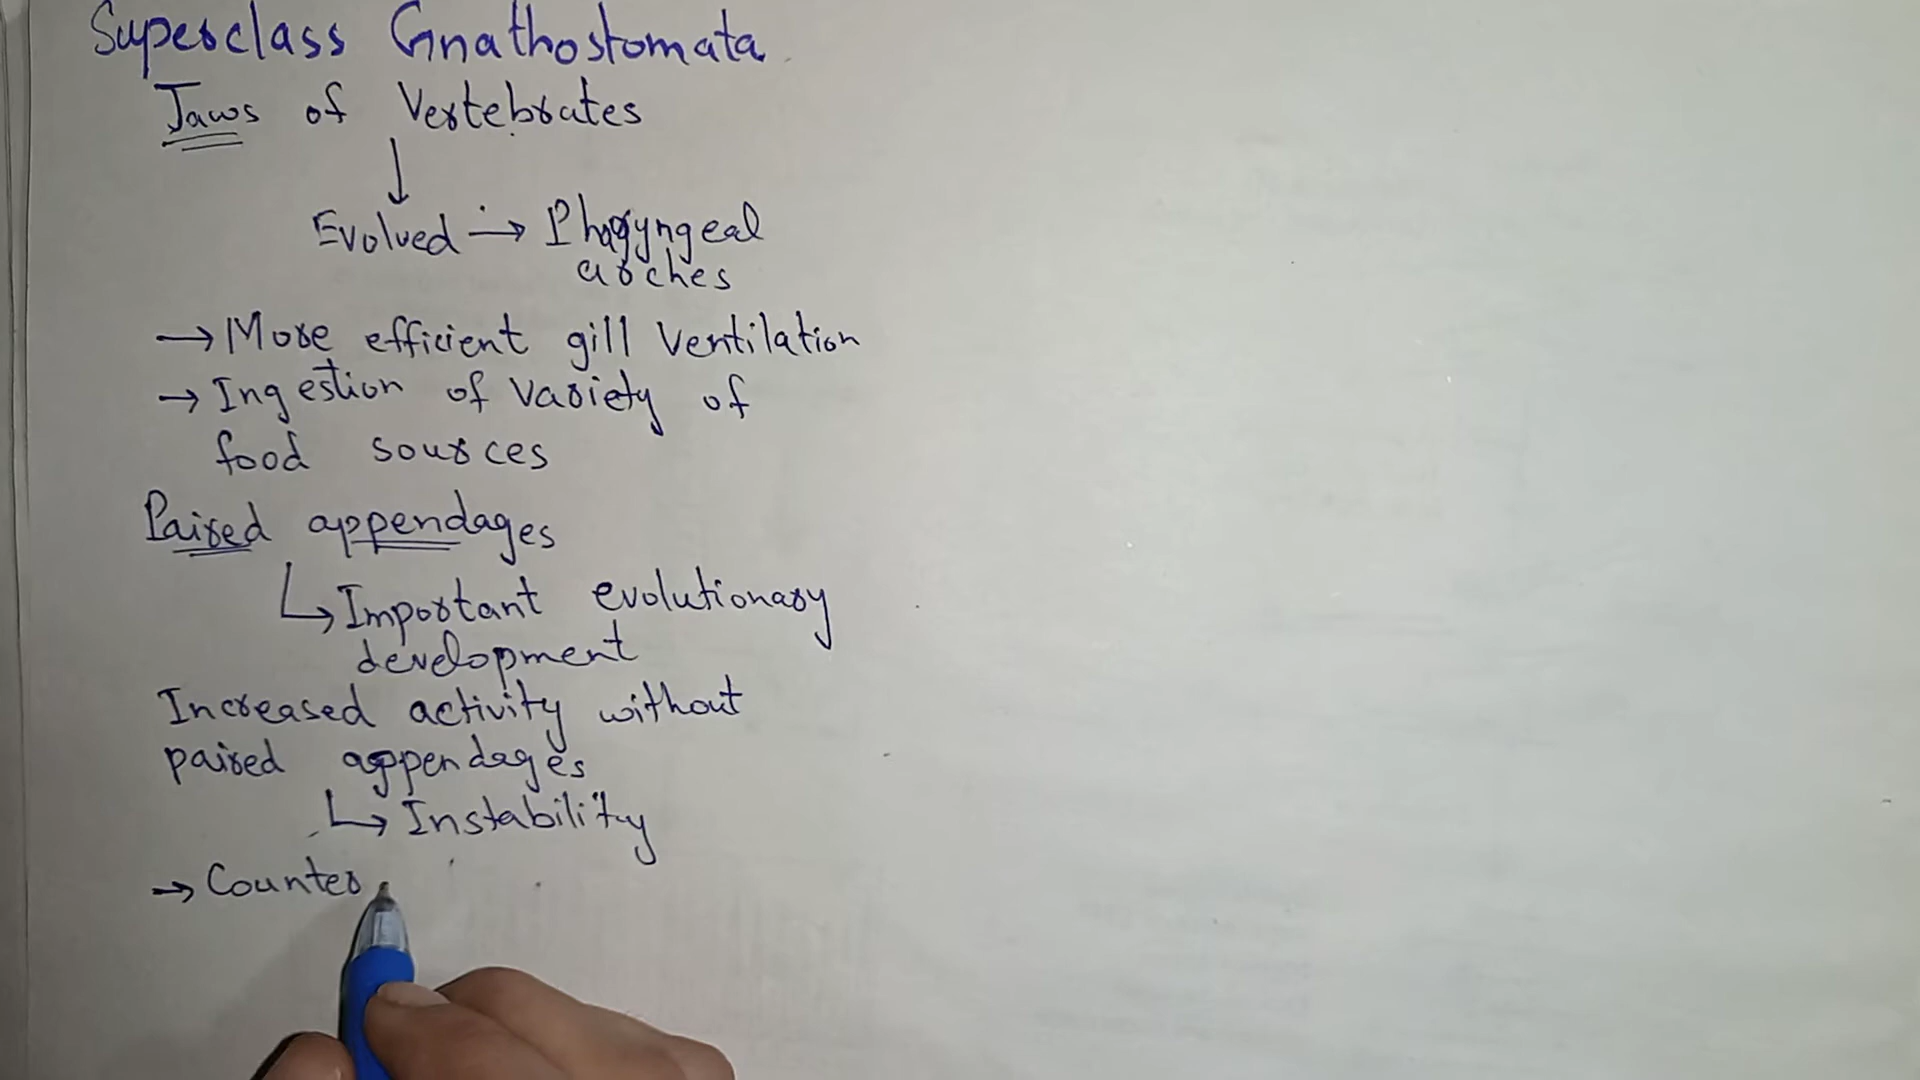 Superclass Gnathostomata
Jaws of Vertebrates
↓
Evolved → Pharyngeal
arches
→ More efficient gill Ventilation
→ Ingestion of Variety of
food sources
Paired appendages
↳ Important evolutionary
development
Increased activity without
paired appendages
↳ Instability
→ Counter